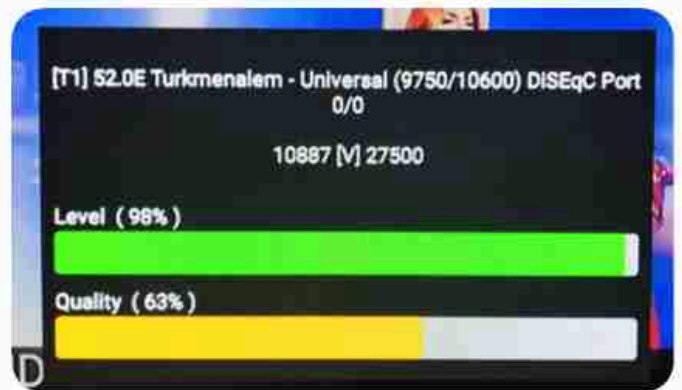 [T1] 52.0E Turkmenalem - Universal (9750/10600) DiSEqC Port
0/0
10887 [V] 27500
Level ( 98% )
Quality ( 63% )
D